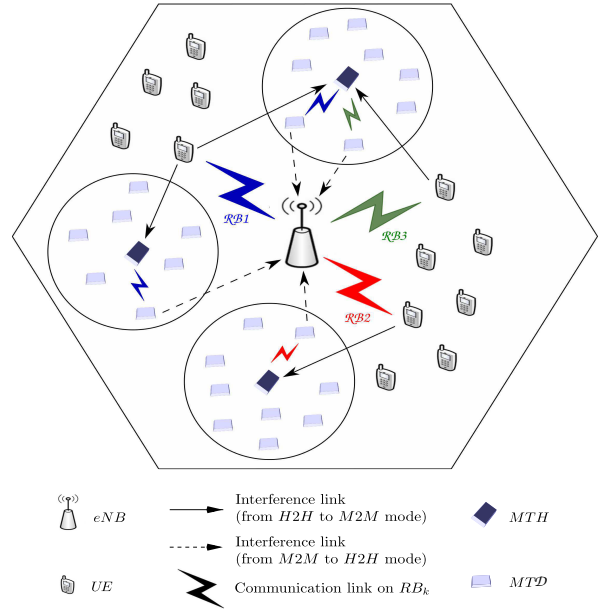 RB1
RB3
RB2
eNB
Interference link
(from H2H to M2M mode)
MTH
Interference link
(from M2M to H2H mode)
UE
Communication link on RBk
MTD